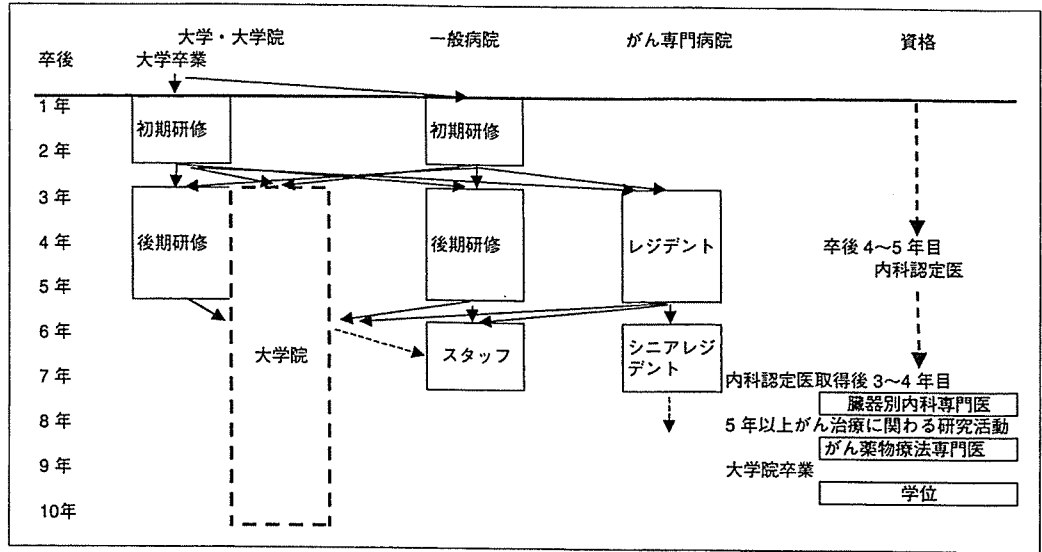 大学・大学院 一般病院 がん専門病院 資格
卒後 大学卒業
1年
初期研修 初期研修
2年
3年
4年
後期研修 後期研修 レジデント 卒後4〜5年目
内科認定医
5年
6年
大学院 スタッフ シニアレジ
デント
7年
内科認定医取得後3〜4年目
臓器別内科専門医
8年
5年以上がん治療に関わる研究活動
がん薬物療法専門医
9年
大学院卒業
学位
10年